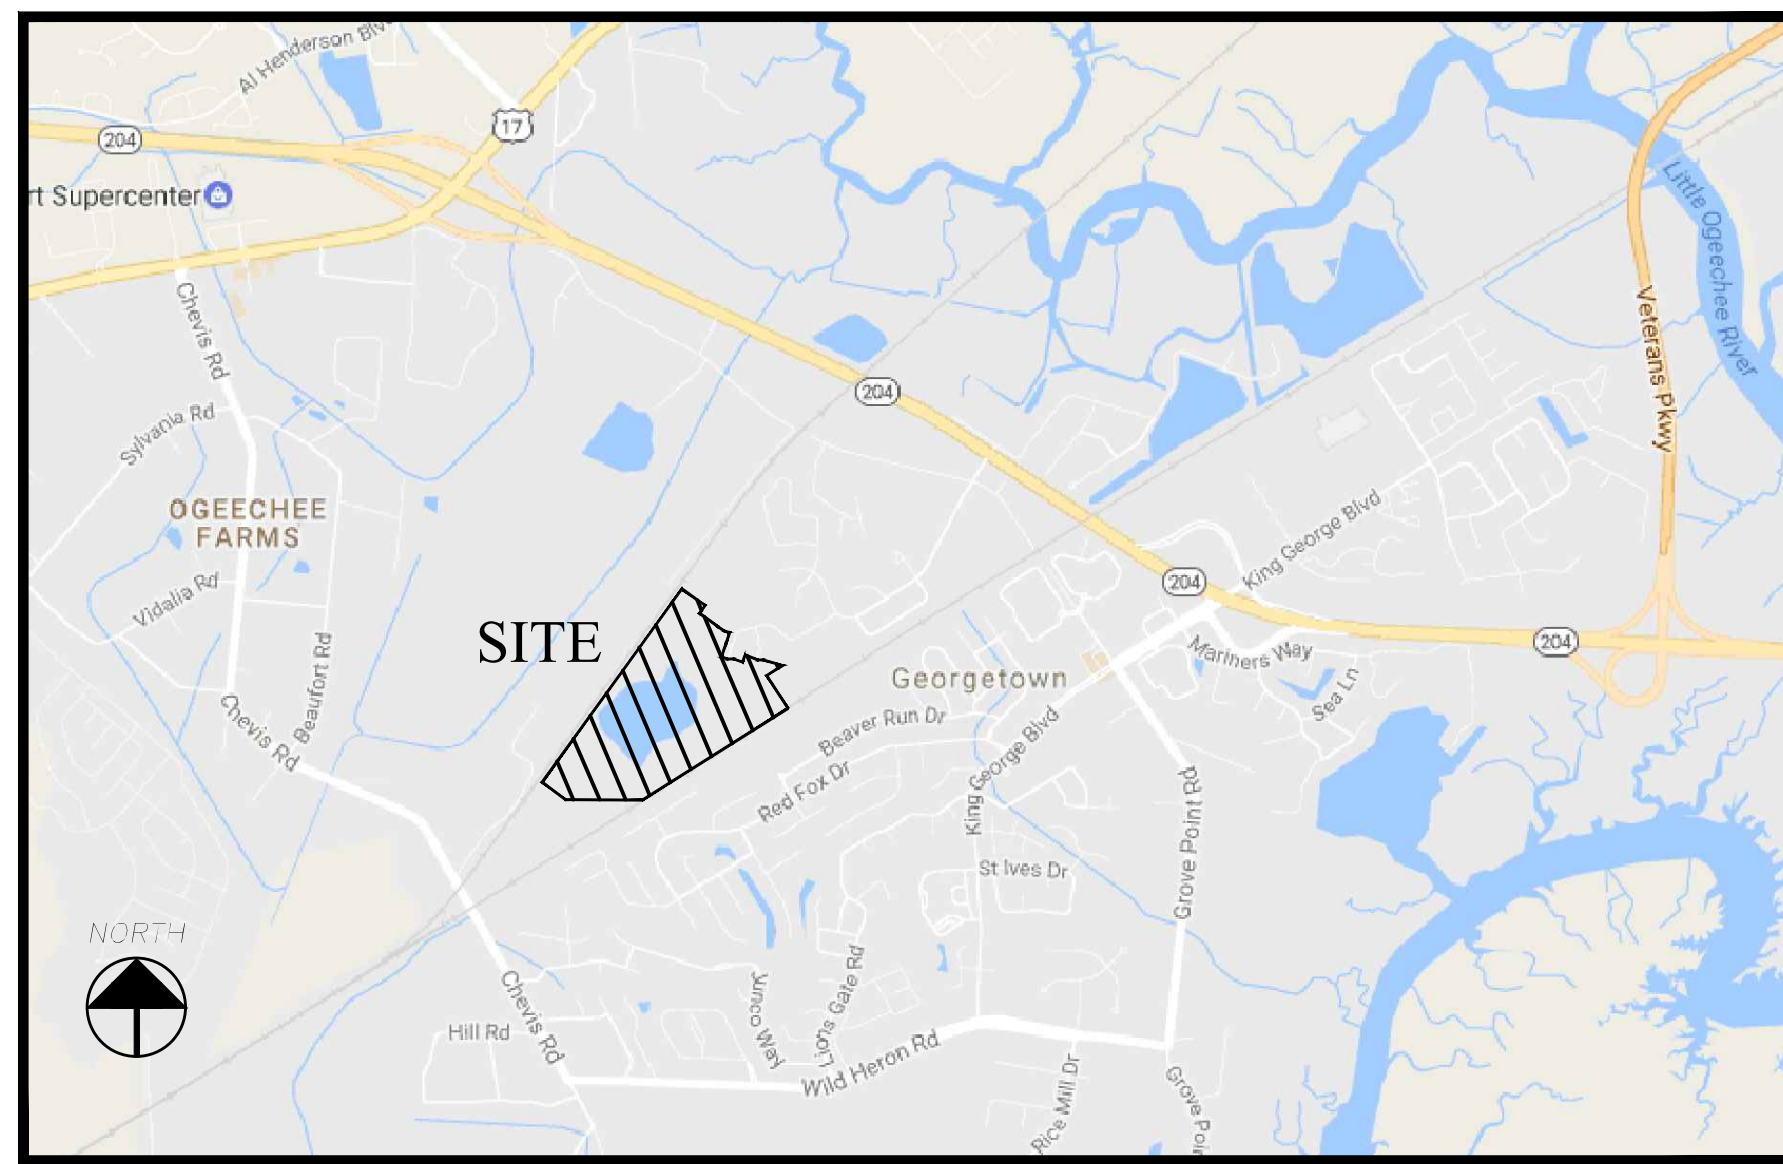 Al Henderson Blvd
17
204
rt Supercenter
Little Ogeechee River
Chevis Rd
Veterans Pkwy
204
Sylvania Rd
OGEECHEE
FARMS
King George Blvd
204
Vidalia Rd
SITE
204
Marthers Way
Beaufort Rd
Georgetown
Sea Ln
Chevis Rd
Beaver Run Dr
King George Blvd
Red Fox Dr
Grove Point Rd
St Ives Dr
NORTH
Chevis Rd
Yuco Way
Lions Gate Rd
Hill Rd
Wild Heron Rd
Rice Mill Dr
Grove Poin